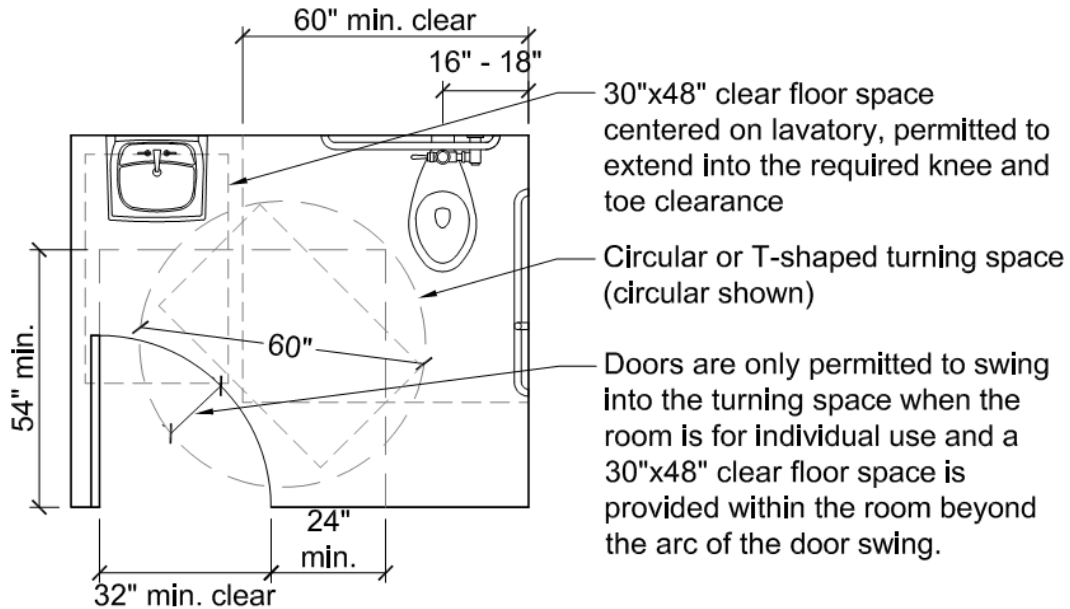 60" min. clear
16" - 18"
30"x48" clear floor space
centered on lavatory, permitted to
extend into the required knee and
toe clearance
Circular or T-shaped turning space
(circular shown)
60"
54" min.
Doors are only permitted to swing
into the turning space when the
room is for individual use and a
30"x48" clear floor space is
provided within the room beyond
the arc of the door swing.
24"
min.
32" min. clear